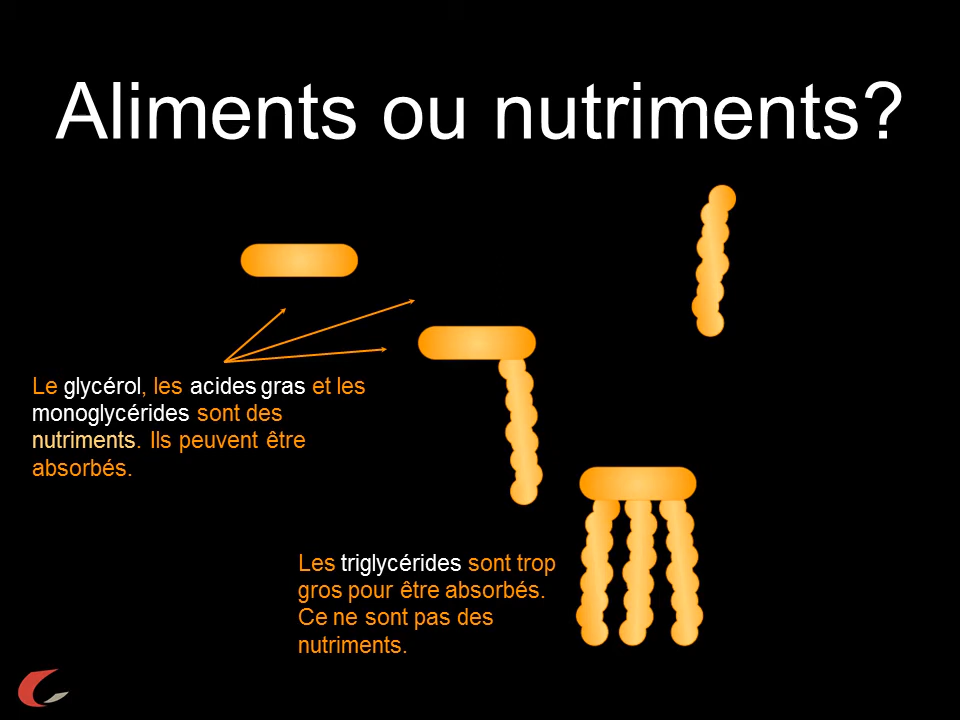 Aliments ou nutriments?
Le glycérol, les acides gras et les
monoglycérides sont des
nutriments. Ils peuvent être
absorbés.
Les triglycérides sont trop
gros pour être absorbés.
Ce ne sont pas des
nutriments.